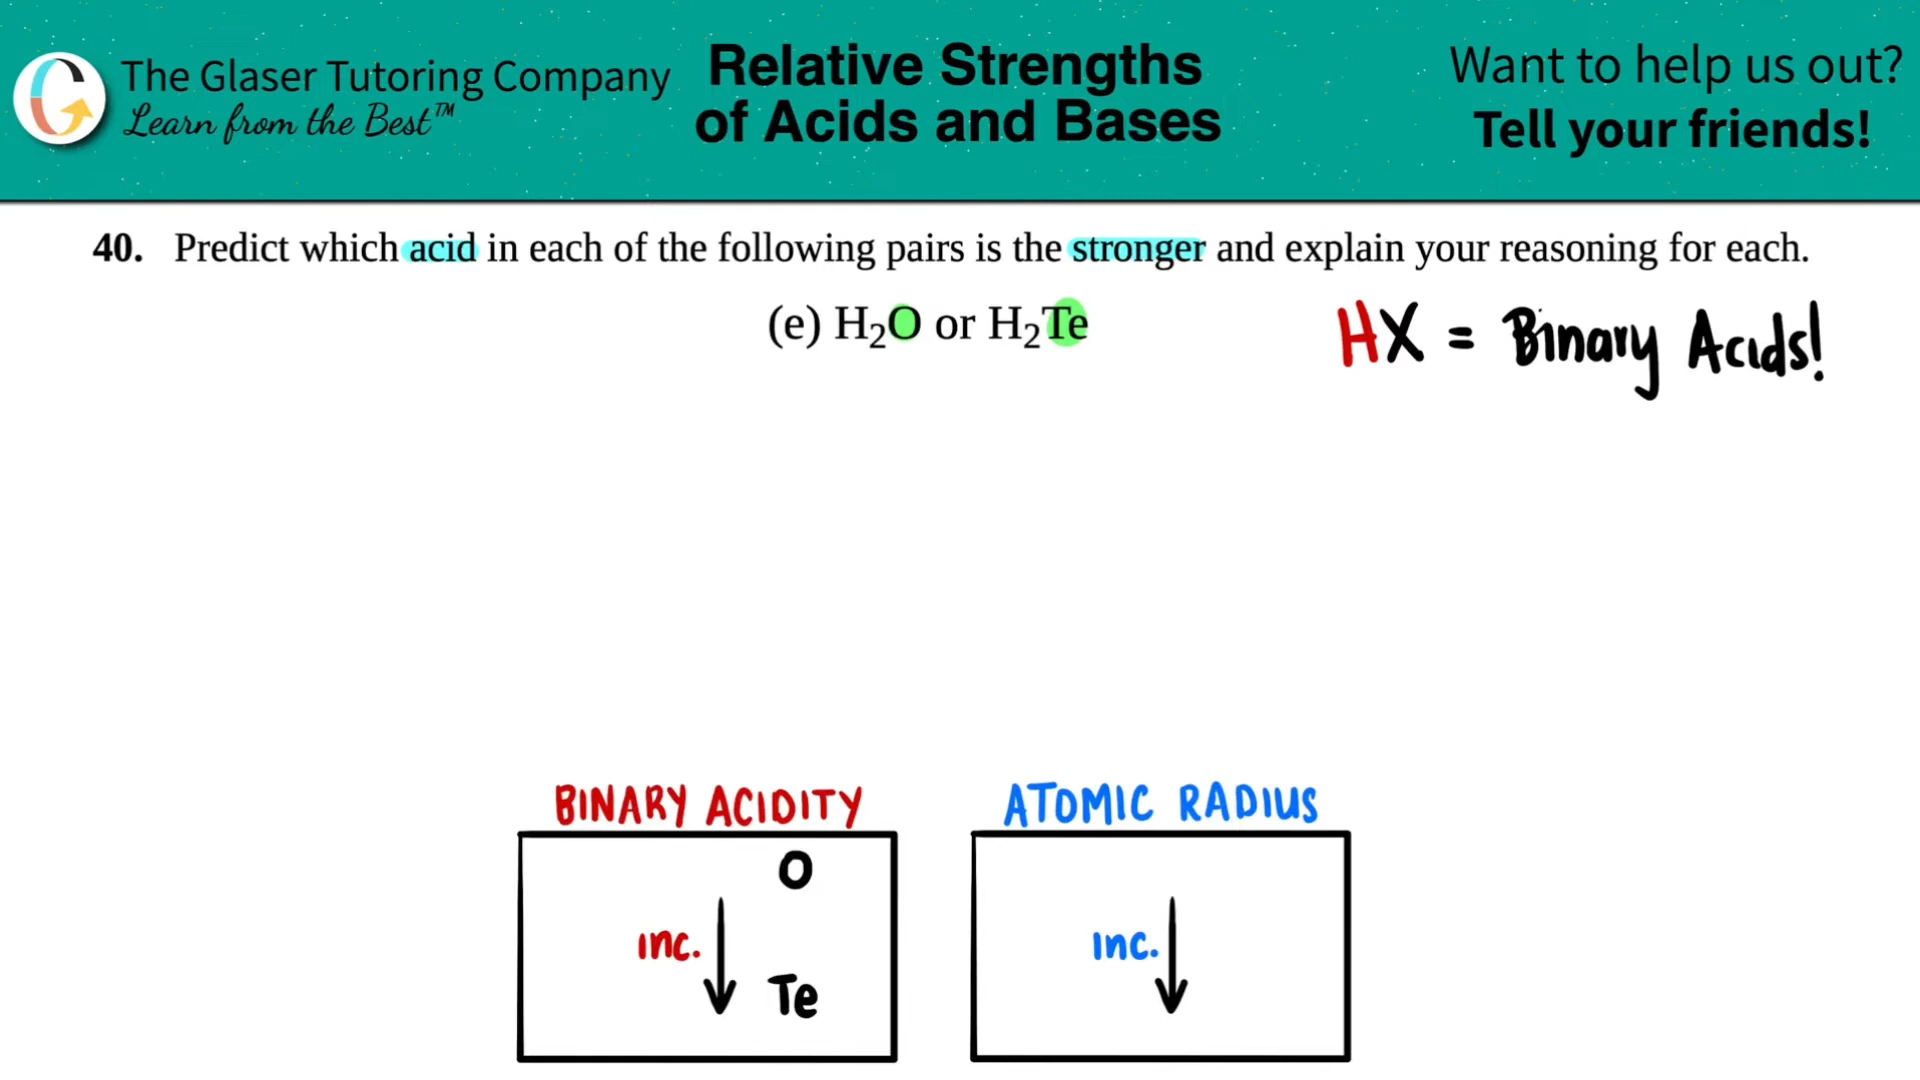 The Glaser Tutoring Company
Learn from the Best™
Relative Strengths
of Acids and Bases
Want to help us out?
Tell your friends!
40. Predict which acid in each of the following pairs is the stronger and explain your reasoning for each.
(e) H₂O or H₂Te
HX = Binary Acids!
BINARY ACIDITY
O
inc.
Te
ATOMIC RADIUS
inc.